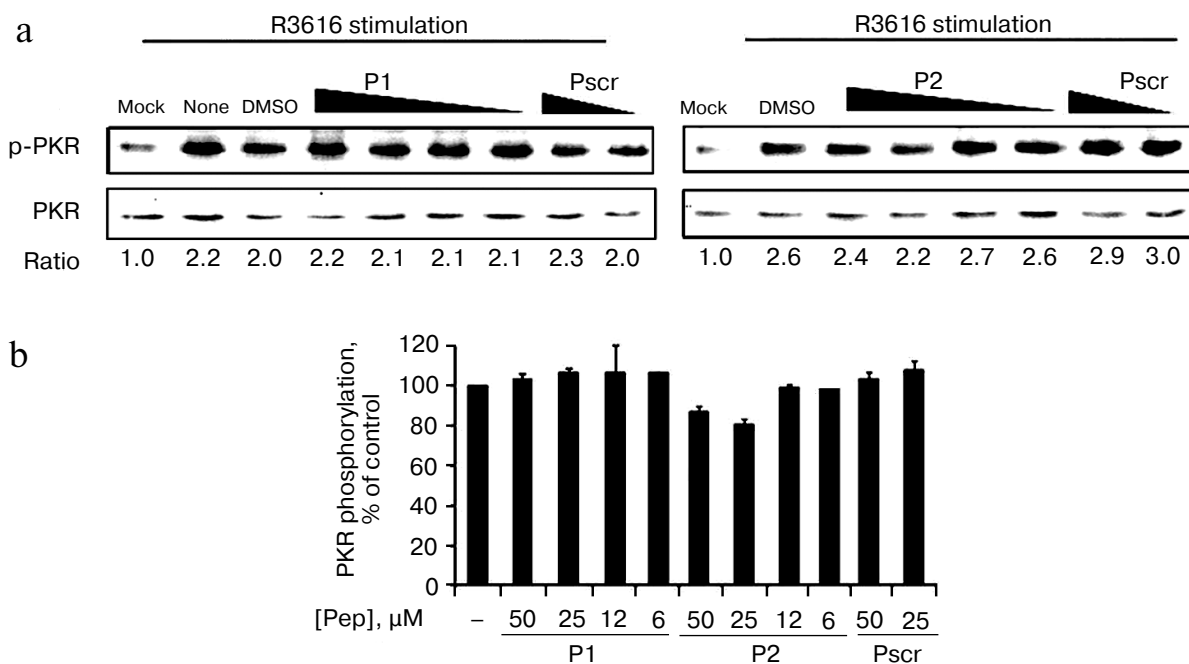 a
R3616 stimulation
R3616 stimulation
P1
Pscr
P2
Pscr
Mock None DMSO
Mock DMSO
p-PKR
PKR
Ratio 1.0 2.2 2.0 2.2 2.1 2.1 2.1 2.3 2.0 1.0 2.6 2.4 2.2 2.7 2.6 2.9 3.0
b
PKR phosphorylation,
% of control
120
100
80
60
40
20
0
[Pep], μM – 50 25 12 6 50 25 12 6 50 25
P1 P2 Pscr